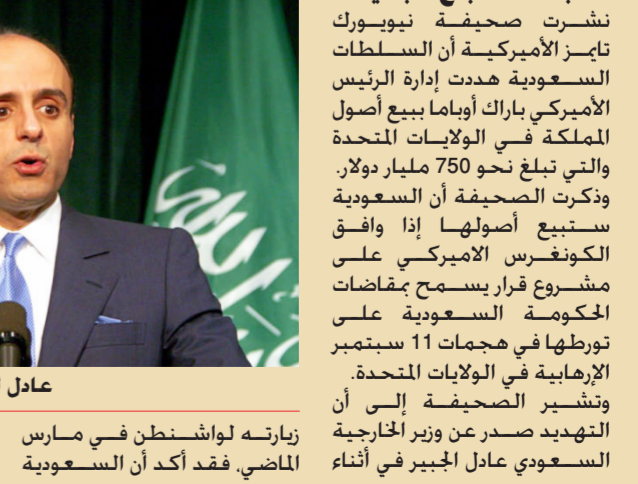 نشرت صحيفة نيويورك
تايمز الأميركية أن السلطات
السعودية هددت إدارة الرئيس
الأميركي باراك أوباما ببيع أصول
المملكة في الولايات المتحدة
والتي تبلغ نحو 750 مليار دولار.
وذكرت الصحيفة أن السعودية
ستبيع أصولها إذا وافق
الكونغرس الاميركي على
مشروع قرار يسمح بمقاضات
الحكومة السعودية على
تورطها في هجمات 11 سبتمبر
الإرهابية في الولايات المتحدة.
وتشير الصحيفة إلى أن
التهديد صدر عن وزير الخارجية
السعودي عادل الجبير في أثناء
عادل
زيارته لواشنطن في مارس
الماضي. فقد أكد أن السعودية